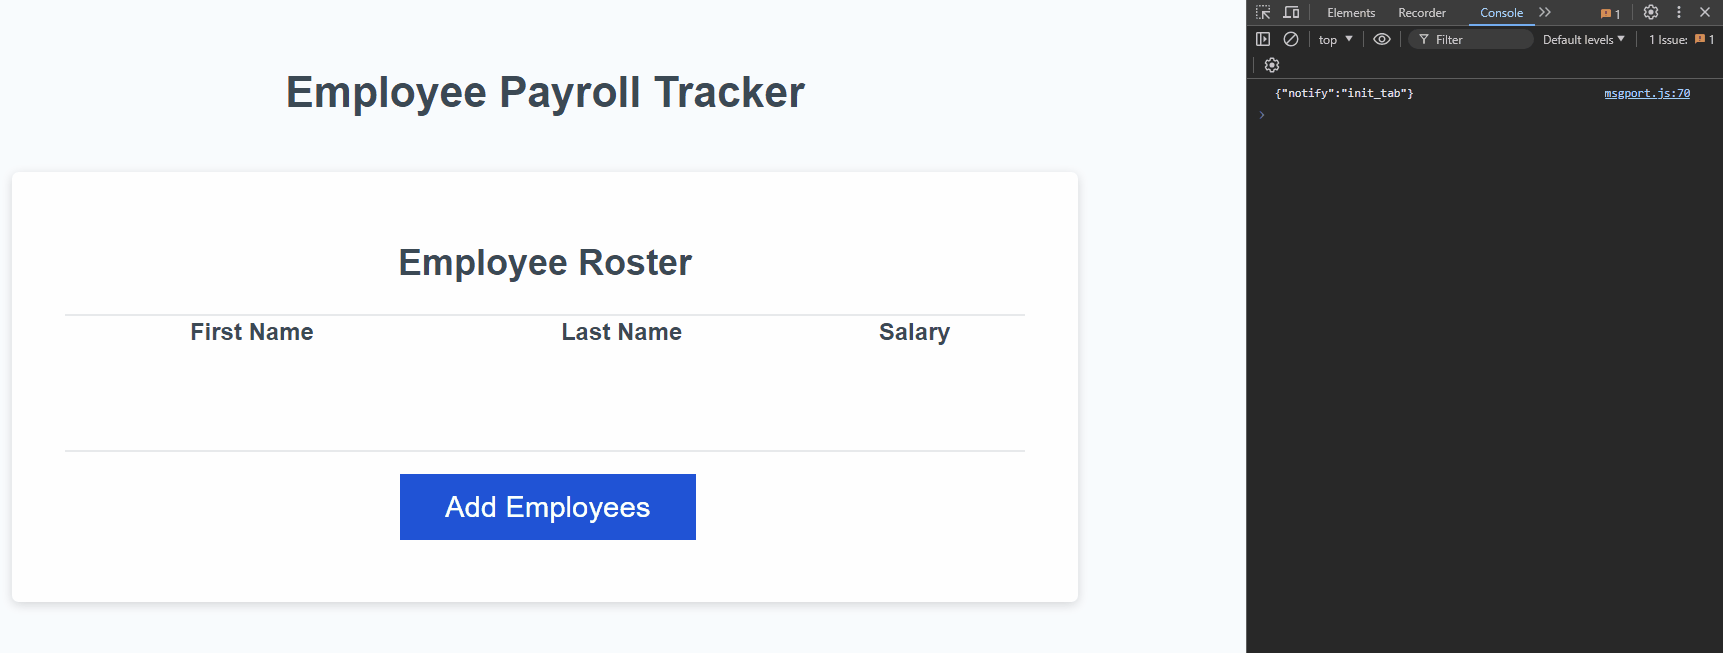 Employee Payroll Tracker
Employee Roster
First Name Last Name Salary
Add Employees
Elements Recorder Console 1
top Filter Default levels 1 Issue: 1
{"notify":"init_tab"} msgport.js:70